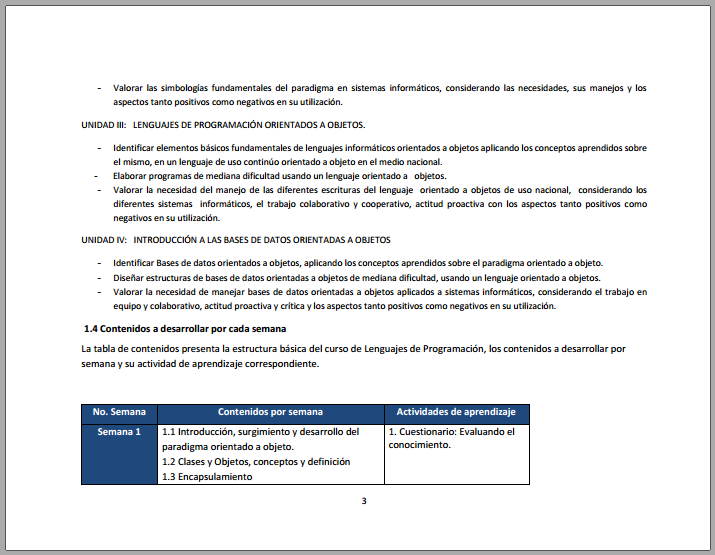 - Valorar las simbologías fundamentales del paradigma en sistemas informáticos, considerando las necesidades, sus manejos y los
aspectos tanto positivos como negativos en su utilización.
UNIDAD III: LENGUAJES DE PROGRAMACIÓN ORIENTADOS A OBJETOS.
- Identificar elementos básicos fundamentales de lenguajes informáticos orientados a objetos aplicando los conceptos aprendidos sobre
el mismo, en un lenguaje de uso continúo orientado a objeto en el medio nacional.
- Elaborar programas de mediana dificultad usando un lenguaje orientado a objetos.
- Valorar la necesidad del manejo de las diferentes escrituras del lenguaje orientado a objetos de uso nacional, considerando los
diferentes sistemas informáticos, el trabajo colaborativo y cooperativo, actitud proactiva con los aspectos tanto positivos como
negativos en su utilización.
UNIDAD IV: INTRODUCCIÓN A LAS BASES DE DATOS ORIENTADAS A OBJETOS
- Identificar Bases de datos orientados a objetos, aplicando los conceptos aprendidos sobre el paradigma orientado a objeto.
- Diseñar estructuras de bases de datos orientadas a objetos de mediana dificultad, usando un lenguaje orientado a objetos.
- Valorar la necesidad de manejar bases de datos orientadas a objetos aplicados a sistemas informáticos, considerando el trabajo en
equipo y colaborativo, actitud proactiva y crítica y los aspectos tanto positivos como negativos en su utilización.
1.4 Contenidos a desarrollar por cada semana
La tabla de contenidos presenta la estructura básica del curso de Lenguajes de Programación, los contenidos a desarrollar por
semana y su actividad de aprendizaje correspondiente.
No. Semana Contenidos por semana Actividades de aprendizaje
Semana 1 1.1 Introducción, surgimiento y desarrollo del 1. Cuestionario: Evaluando el
paradigma orientado a objeto. conocimiento.
1.2 Clases y Objetos, conceptos y definición
1.3 Encapsulamiento
3